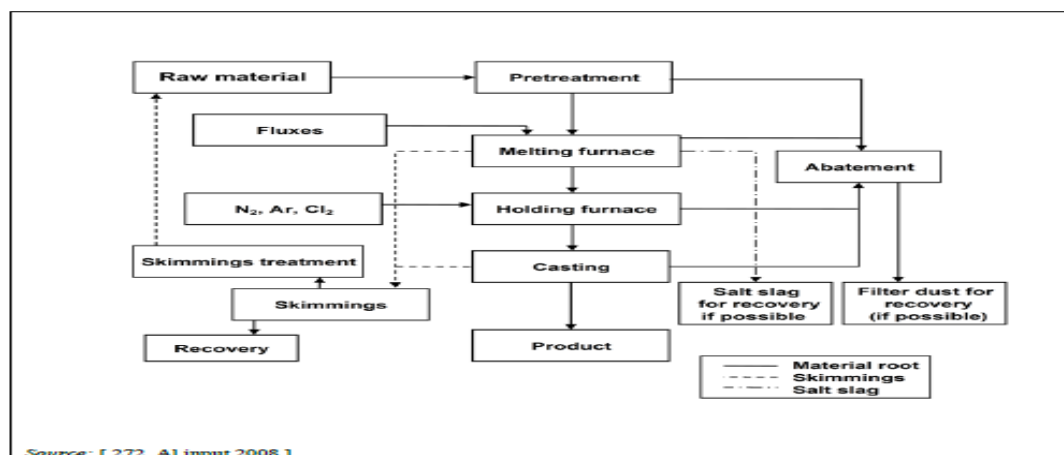 Raw material
Pretreatment
Fluxes
Melting furnace
Abatement
N₂, Ar, Cl₂
Holding furnace
Skimmings treatment
Casting
Skimmings
Salt slag
for recovery
if possible
Filter dust for
recovery
(if possible)
Recovery
Product
Material root
Skimmings
Salt slag
Source: [ 272, Al input 2008 ]